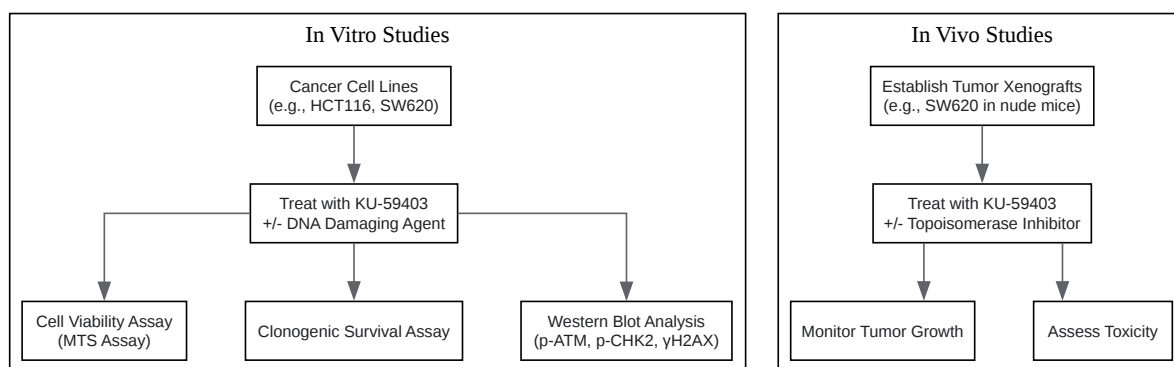 In Vitro Studies
Cancer Cell Lines
(e.g., HCT116, SW620)
Treat with KU-59403
+/- DNA Damaging Agent
Cell Viability Assay
(MTS Assay)
Clonogenic Survival Assay
Western Blot Analysis
(p-ATM, p-CHK2, γH2AX)
In Vivo Studies
Establish Tumor Xenografts
(e.g., SW620 in nude mice)
Treat with KU-59403
+/- Topoisomerase Inhibitor
Monitor Tumor Growth
Assess Toxicity